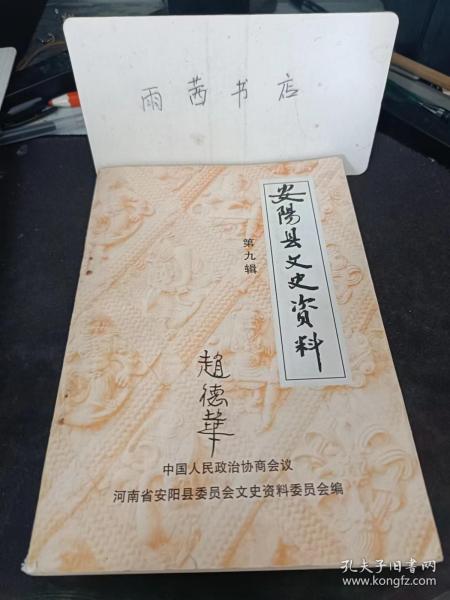 雨茜书店
安陽县文史资料
第九辑
趙德華
中国人民政治协商会议
河南省安阳县委员会文史资料委员会编
孔夫子旧书网
www.kongfz.com